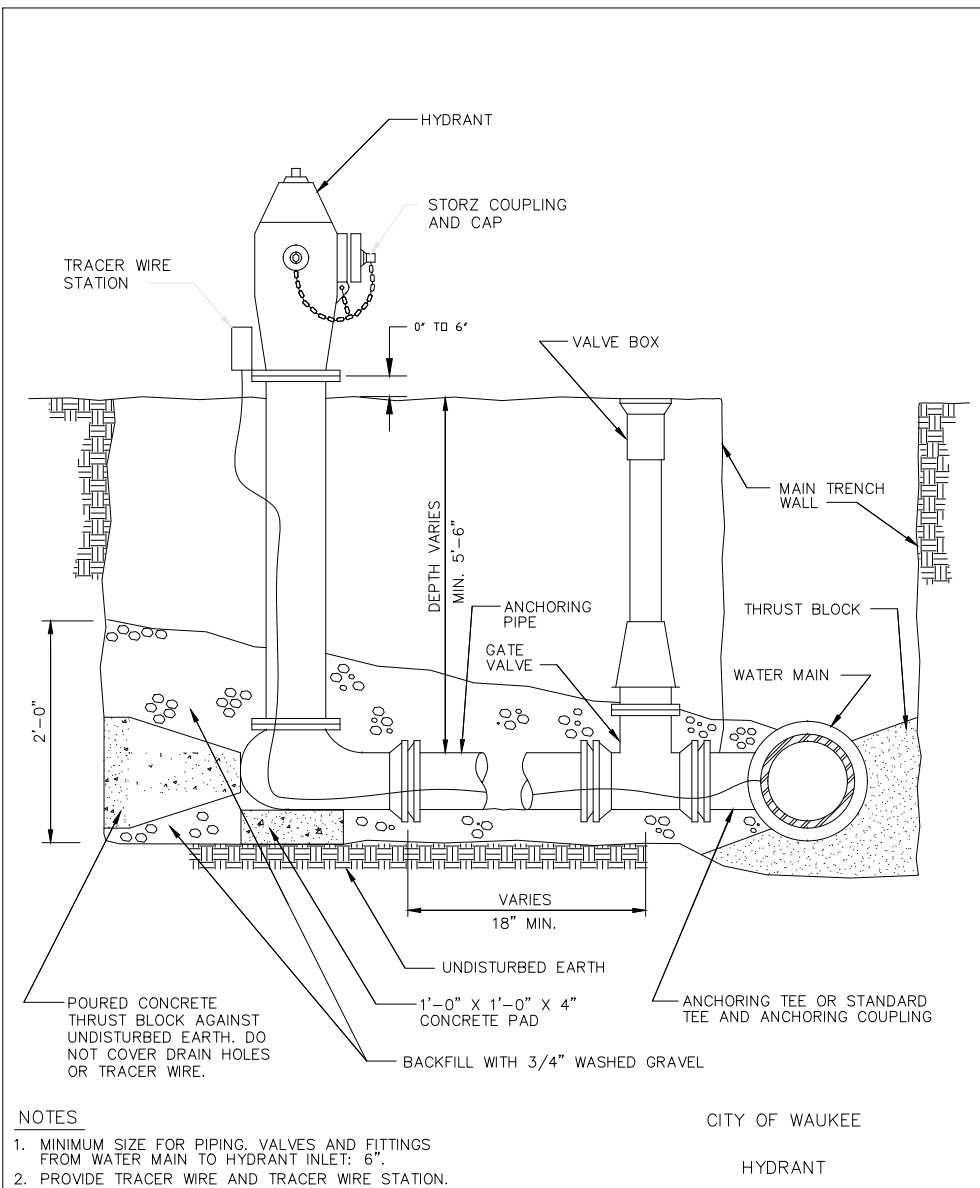 HYDRANT
STORZ COUPLING
AND CAP
TRACER WIRE
STATION
0" TO 6"
VALVE BOX
MAIN TRENCH
WALL
DEPTH VARIES
MIN. 5'-6"
ANCHORING
PIPE
THRUST BLOCK
GATE
VALVE
WATER MAIN
2'-0"
VARIES
18" MIN.
UNDISTURBED EARTH
POURED CONCRETE
THRUST BLOCK AGAINST
UNDISTURBED EARTH. DO
NOT COVER DRAIN HOLES
OR TRACER WIRE.
1'-0" X 1'-0" X 4"
CONCRETE PAD
ANCHORING TEE OR STANDARD
TEE AND ANCHORING COUPLING
BACKFILL WITH 3/4" WASHED GRAVEL
NOTES
1. MINIMUM SIZE FOR PIPING. VALVES AND FITTINGS
FROM WATER MAIN TO HYDRANT INLET: 6".
2. PROVIDE TRACER WIRE AND TRACER WIRE STATION.
CITY OF WAUKEE
HYDRANT